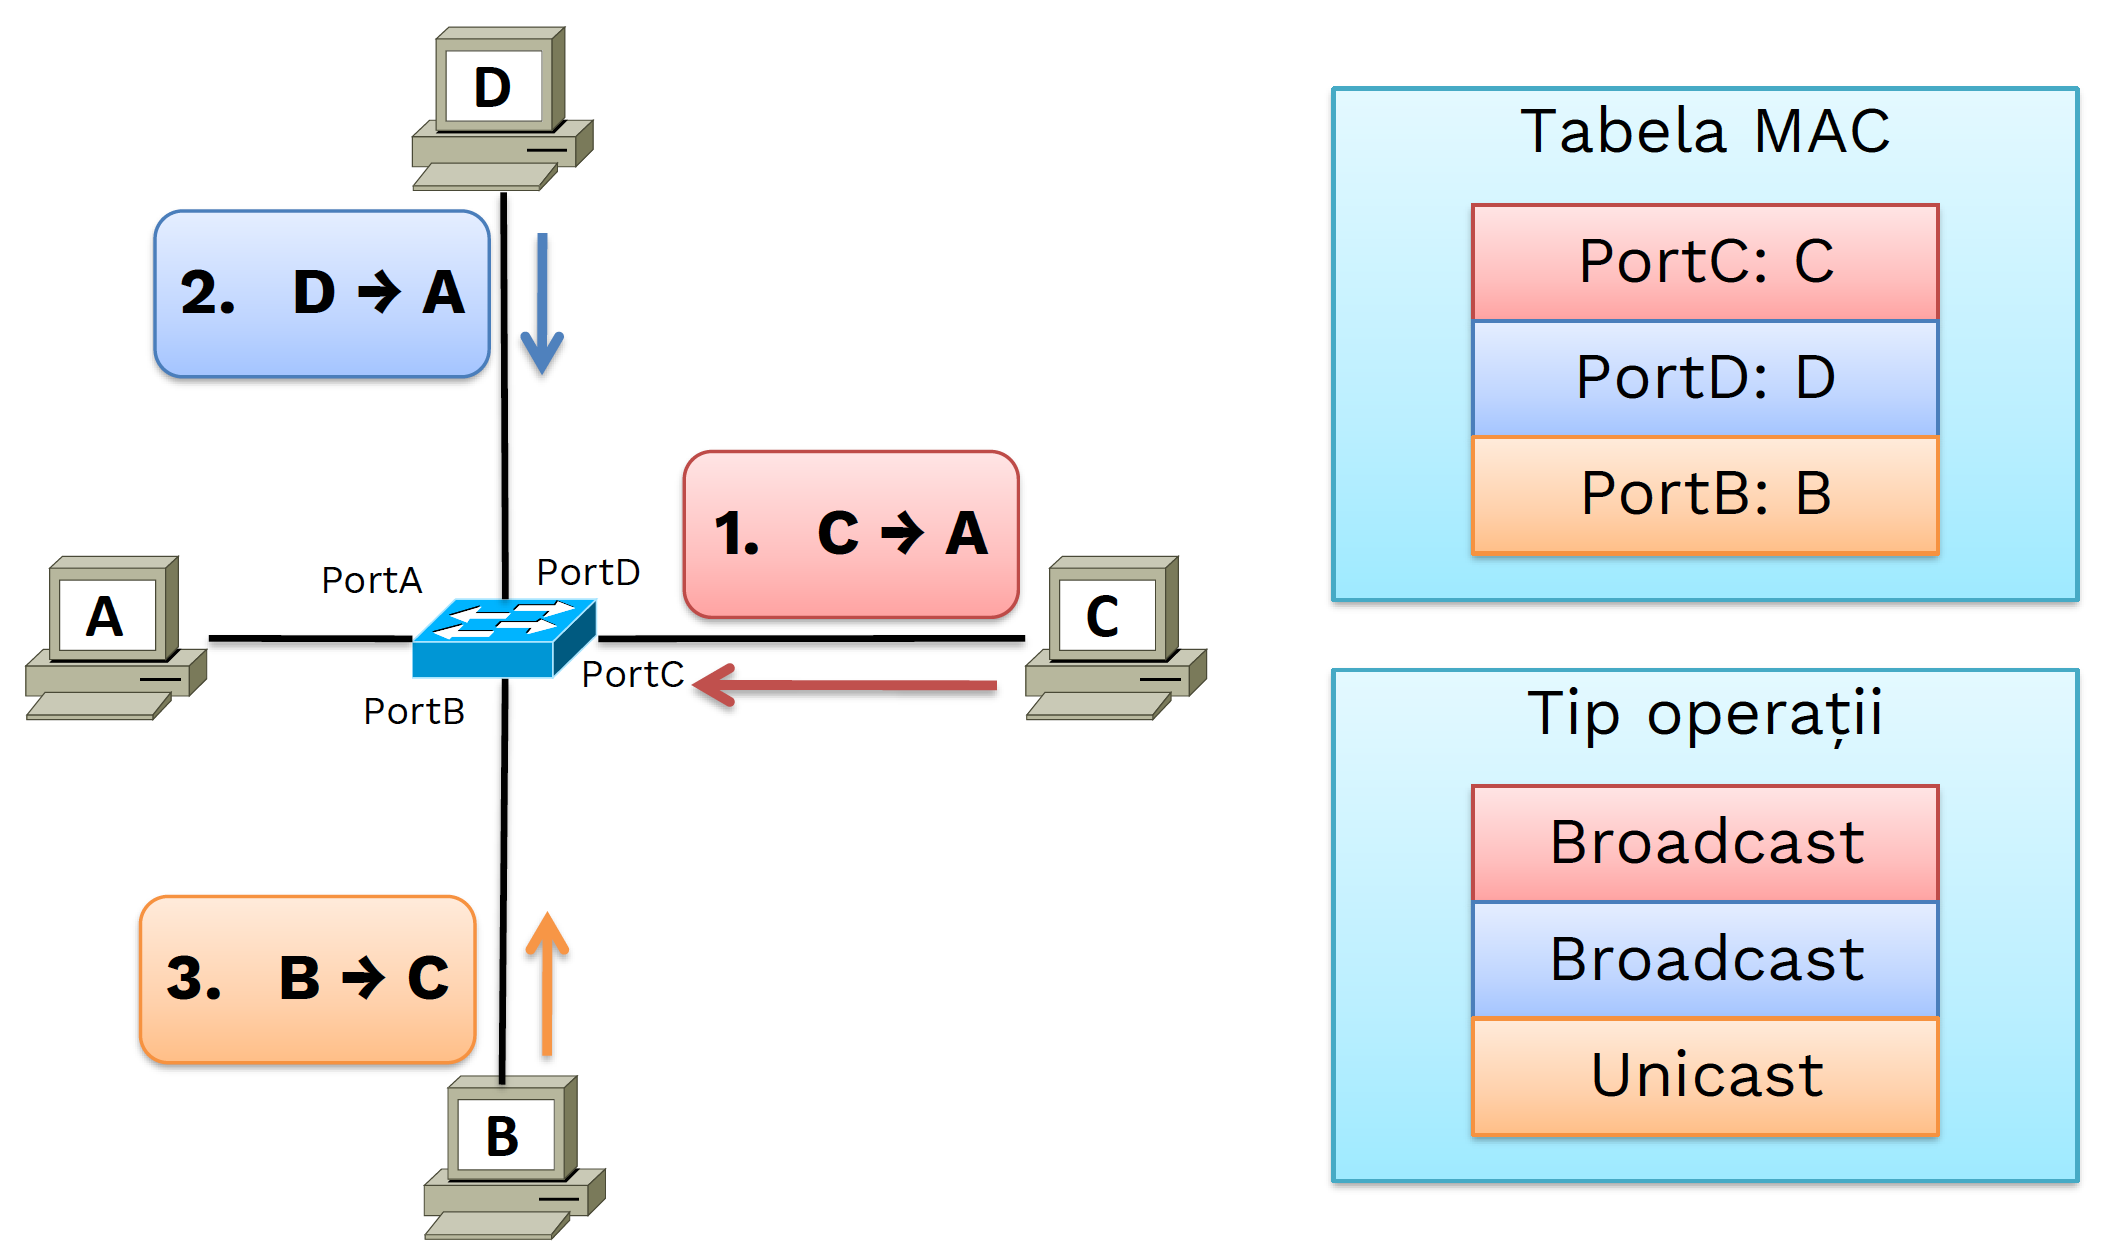 D
2. D → A
PortA
PortD
1. C → A
A
C
PortC
PortB
3. B → C
B
Tabela MAC
PortC: C
PortD: D
PortB: B
Tip operații
Broadcast
Broadcast
Unicast